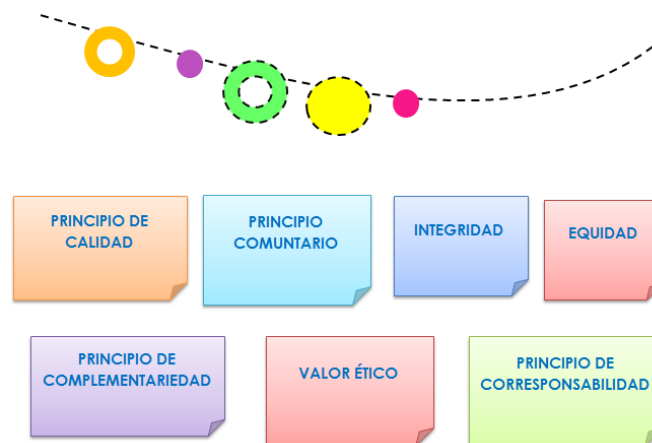 PRINCIPIO DE
CALIDAD
PRINCIPIO
COMUNTARIO
INTEGRIDAD
EQUIDAD
PRINCIPIO DE
COMPLEMENTARIEDAD
VALOR ÉTICO
PRINCIPIO DE
CORRESPONSABILIDAD